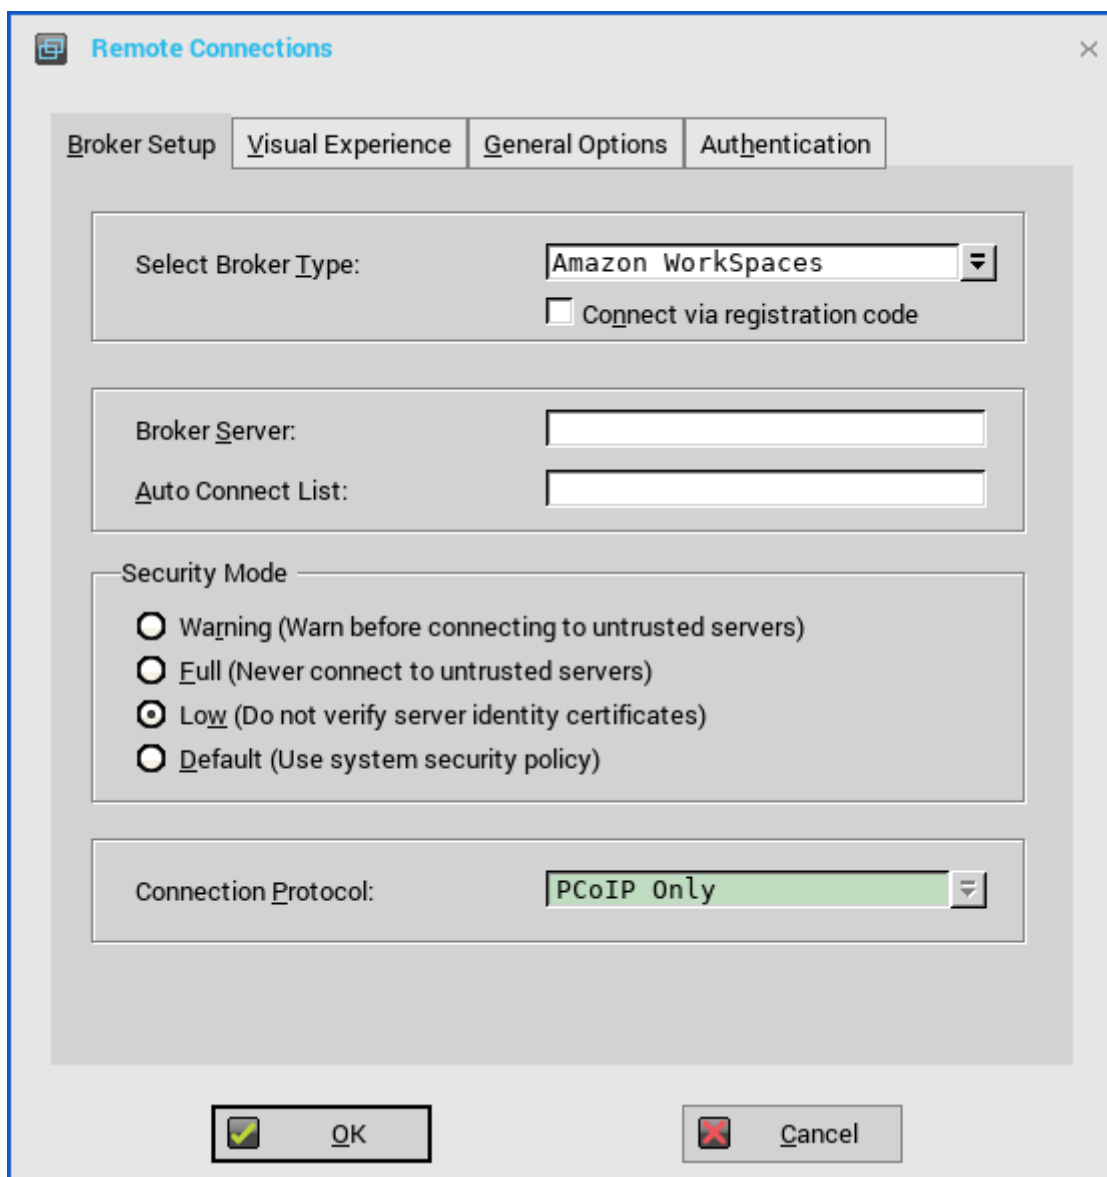 Remote Connections
Broker Setup Visual Experience General Options Authentication
Select Broker Type: Amazon WorkSpaces
Connect via registration code
Broker Server:
Auto Connect List:
Security Mode
Warning (Warn before connecting to untrusted servers)
Full (Never connect to untrusted servers)
Low (Do not verify server identity certificates)
Default (Use system security policy)
Connection Protocol: PCoIP Only
OK Cancel